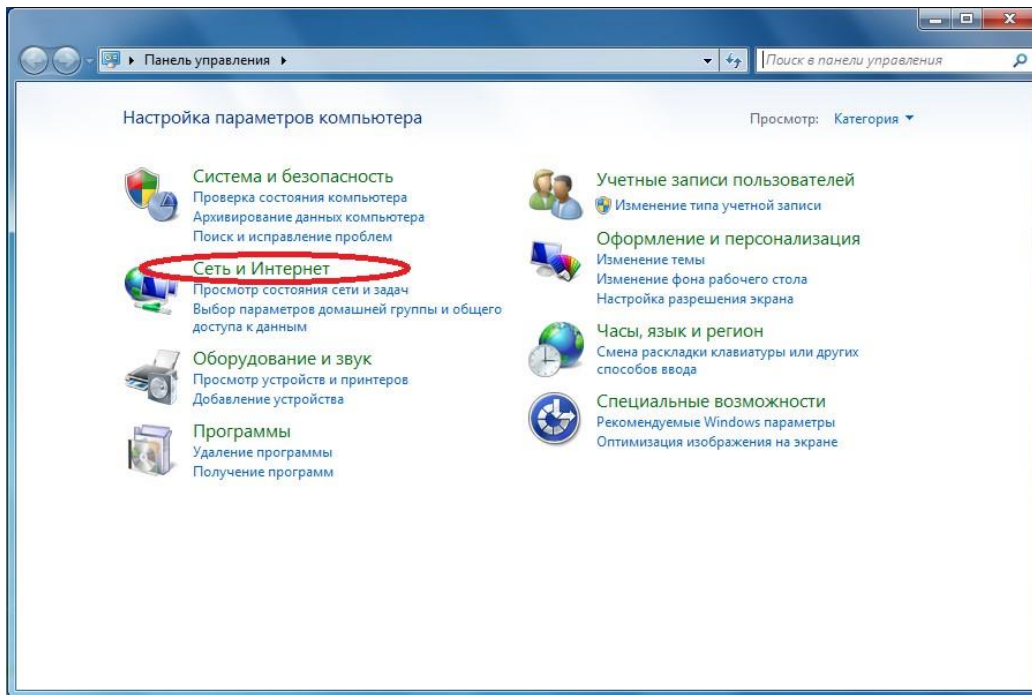 Панель управления
Поиск в панели управления
Настройка параметров компьютера
Просмотр: Категория
Система и безопасность
Проверка состояния компьютера
Архивирование данных компьютера
Поиск и исправление проблем
Сеть и Интернет
Просмотр состояния сети и задач
Выбор параметров домашней группы и общего
доступа к данным
Оборудование и звук
Просмотр устройств и принтеров
Добавление устройства
Программы
Удаление программы
Получение программ
Учетные записи пользователей
Изменение типа учетной записи
Оформление и персонализация
Изменение темы
Изменение фона рабочего стола
Настройка разрешения экрана
Часы, язык и регион
Смена раскладки клавиатуры или других
способов ввода
Специальные возможности
Рекомендуемые Windows параметры
Оптимизация изображения на экране